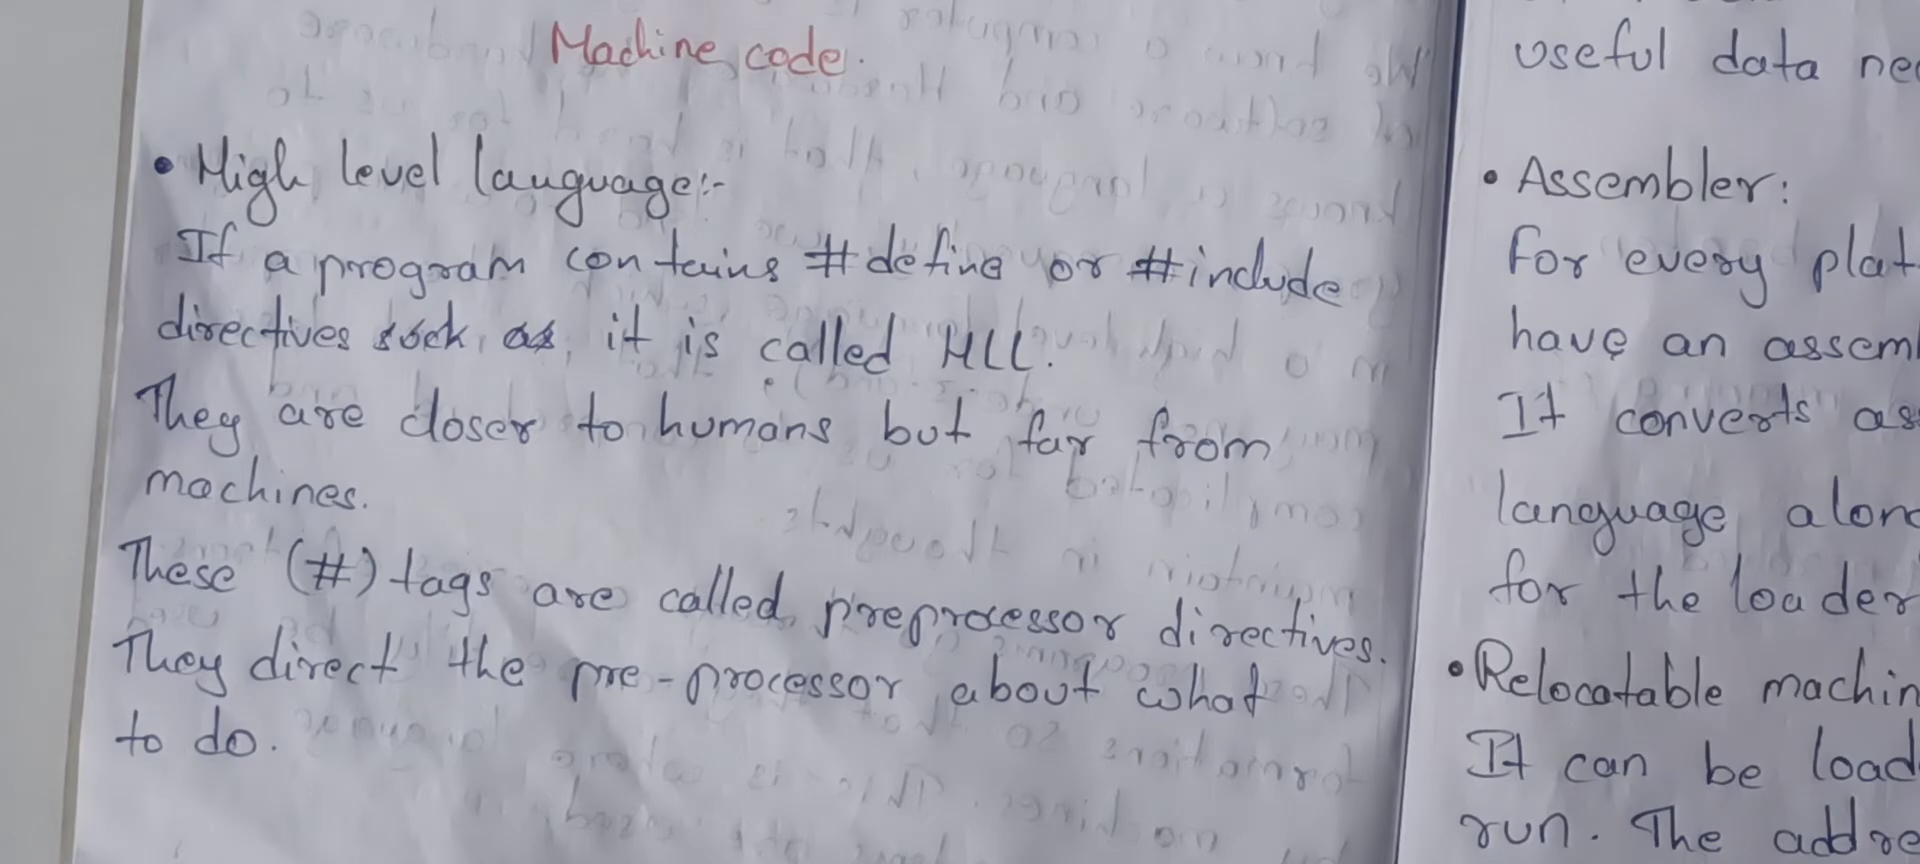 Machine code.
• High level language:-
If a program contains #define or #include
directives such as, it is called HLL.
They are closer to humans but far from
machines.
These (#) tags are called preprocessor directives.
They direct the pre-processor about what
to do.
useful data
• Assembler:
For every plat
have an assem
It converts as
language alon
for the loader
• Relocatable machin
It can be load
run. The addre